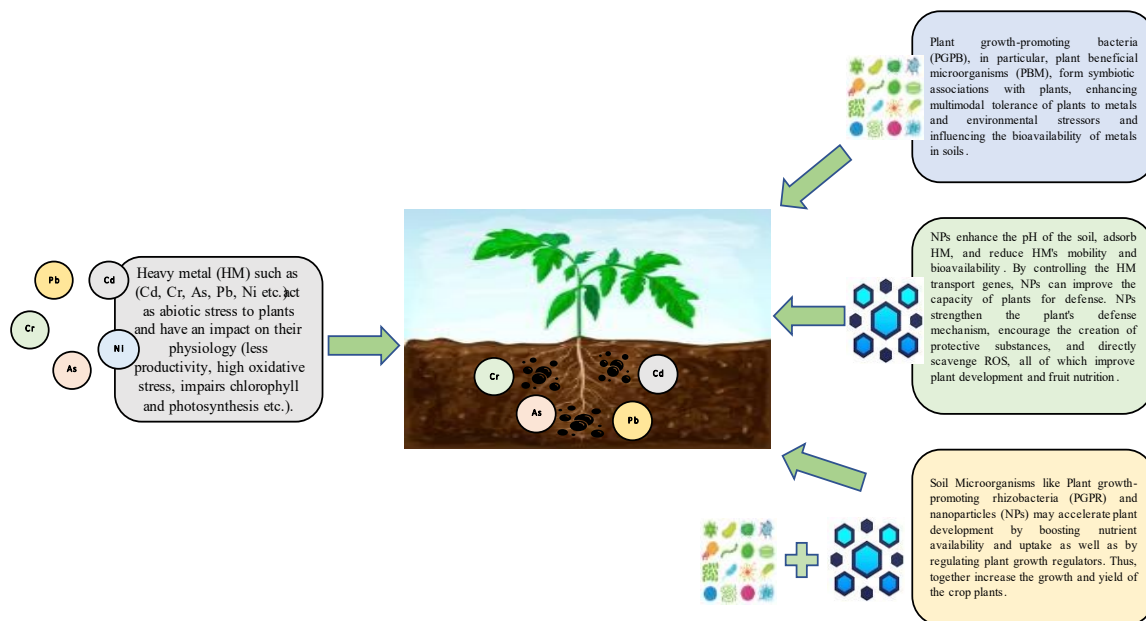 Pb
Cd
Cr
NI
As
Heavy metal (HM) such as
(Cd, Cr, As, Pb, Ni etc.)act
as abiotic stress to plants
and have an impact on their
physiology (less
productivity, high oxidative
stress, impairs chlorophyll
and photosynthesis etc.).
Cr
Cd
As
Pb
Plant growth-promoting bacteria
(PGPB), in particular, plant beneficial
microorganisms (PBM), form symbiotic
associations with plants, enhancing
multimodal tolerance of plants to metals
and environmental stressors and
influencing the bioavailability of metals
in soils.
NPs enhance the pH of the soil, adsorb
HM, and reduce HM's mobility and
bioavailability. By controlling the HM
transport genes, NPs can improve the
capacity of plants for defense. NPs
strengthen the plant's defense
mechanism, encourage the creation of
protective substances, and directly
scavenge ROS, all of which improve
plant development and fruit nutrition.
Soil Microorganisms like Plant growth-
promoting rhizobacteria (PGPR) and
nanoparticles (NPs) may accelerate plant
development by boosting nutrient
availability and uptake as well as by
regulating plant growth regulators. Thus,
together increase the growth and yield of
the crop plants.